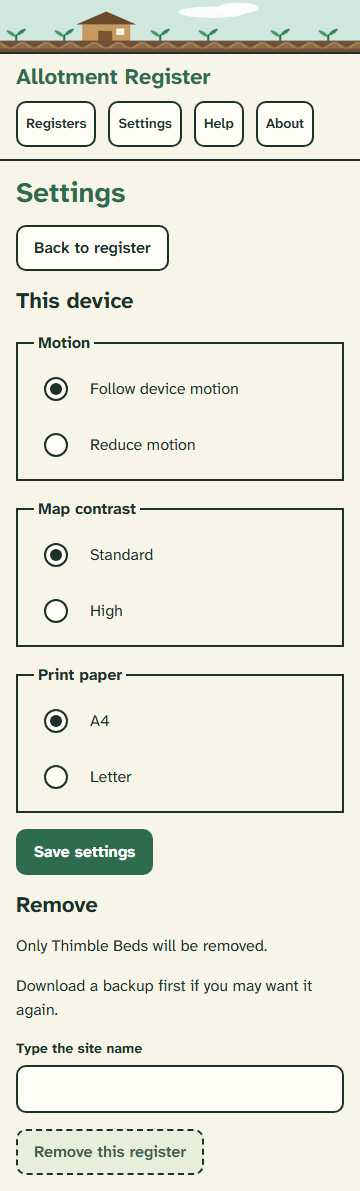 Allotment Register
Registers
Settings
Help
About
Settings
Back to register
This device
Motion
Follow device motion
Reduce motion
Map contrast
Standard
High
Print paper
A4
Letter
Save settings
Remove
Only Thimble Beds will be removed.
Download a backup first if you may want it
again.
Type the site name
Remove this register